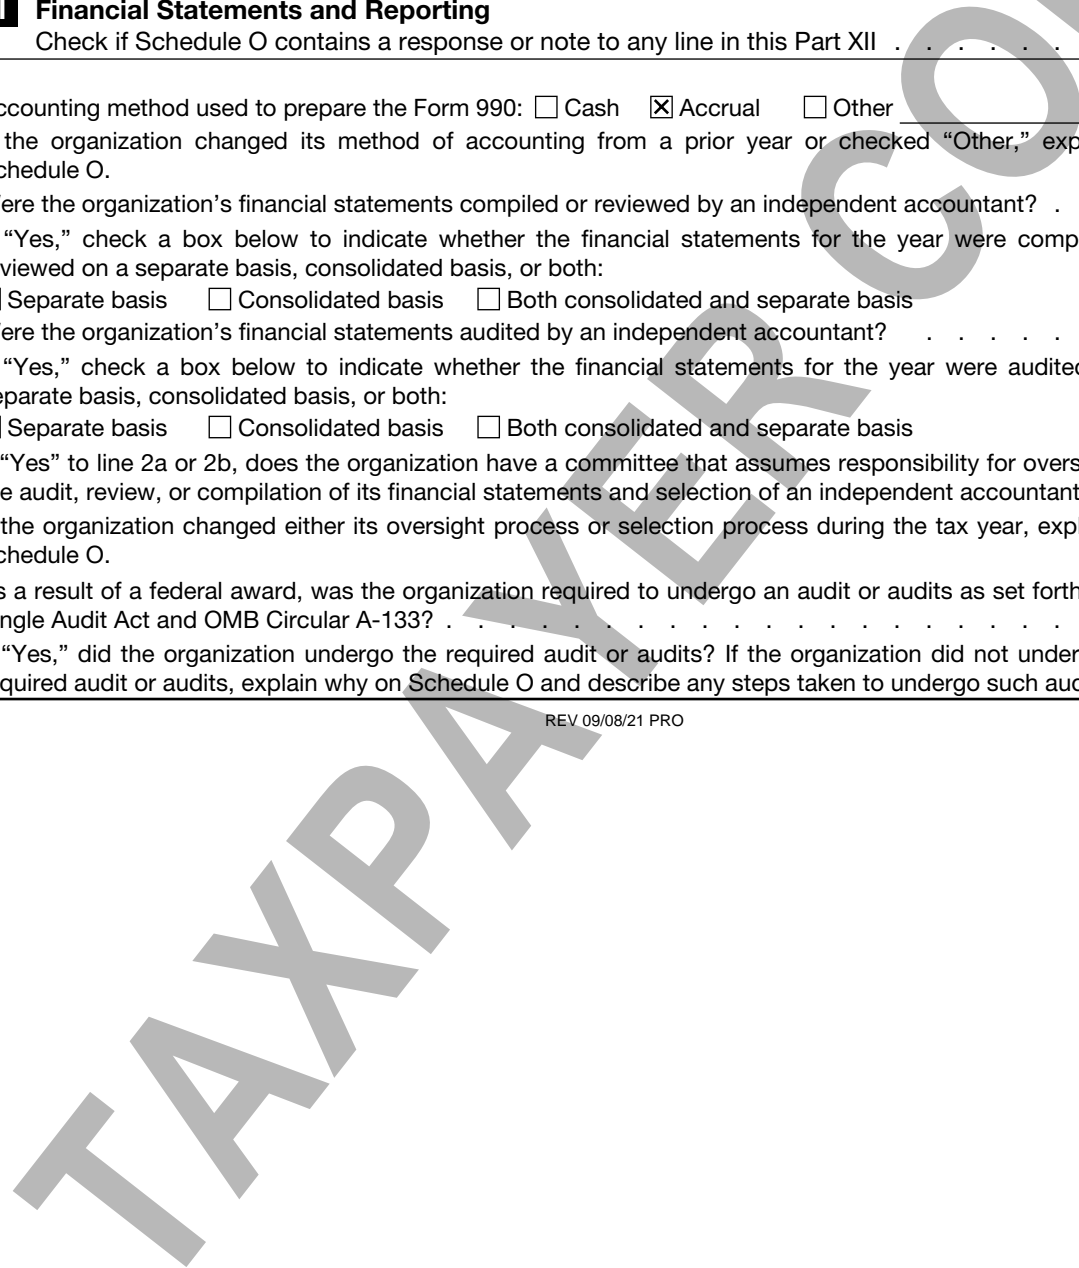 Financial Statements and Reporting
Check if Schedule O contains a response or note to any line in this Part XII . . . . . .
ccounting method used to prepare the Form 990: ☐ Cash ☒ Accrual ☐ Other
the organization changed its method of accounting from a prior year or checked “Other,” exp
chedule O.
ere the organization’s financial statements compiled or reviewed by an independent accountant? .
“Yes,” check a box below to indicate whether the financial statements for the year were comp
viewed on a separate basis, consolidated basis, or both:
Separate basis ☐ Consolidated basis ☐ Both consolidated and separate basis
ere the organization’s financial statements audited by an independent accountant? . . . . .
“Yes,” check a box below to indicate whether the financial statements for the year were audited
eparate basis, consolidated basis, or both:
Separate basis ☐ Consolidated basis ☐ Both consolidated and separate basis
“Yes” to line 2a or 2b, does the organization have a committee that assumes responsibility for overs
e audit, review, or compilation of its financial statements and selection of an independent accountant
the organization changed either its oversight process or selection process during the tax year, expl
chedule O.
s a result of a federal award, was the organization required to undergo an audit or audits as set forth
ngle Audit Act and OMB Circular A-133? . . . . . . . . . . . . . . . . . . . .
“Yes,” did the organization undergo the required audit or audits? If the organization did not under
quired audit or audits, explain why on Schedule O and describe any steps taken to undergo such aud
REV 09/08/21 PRO
TAXPAYER CO